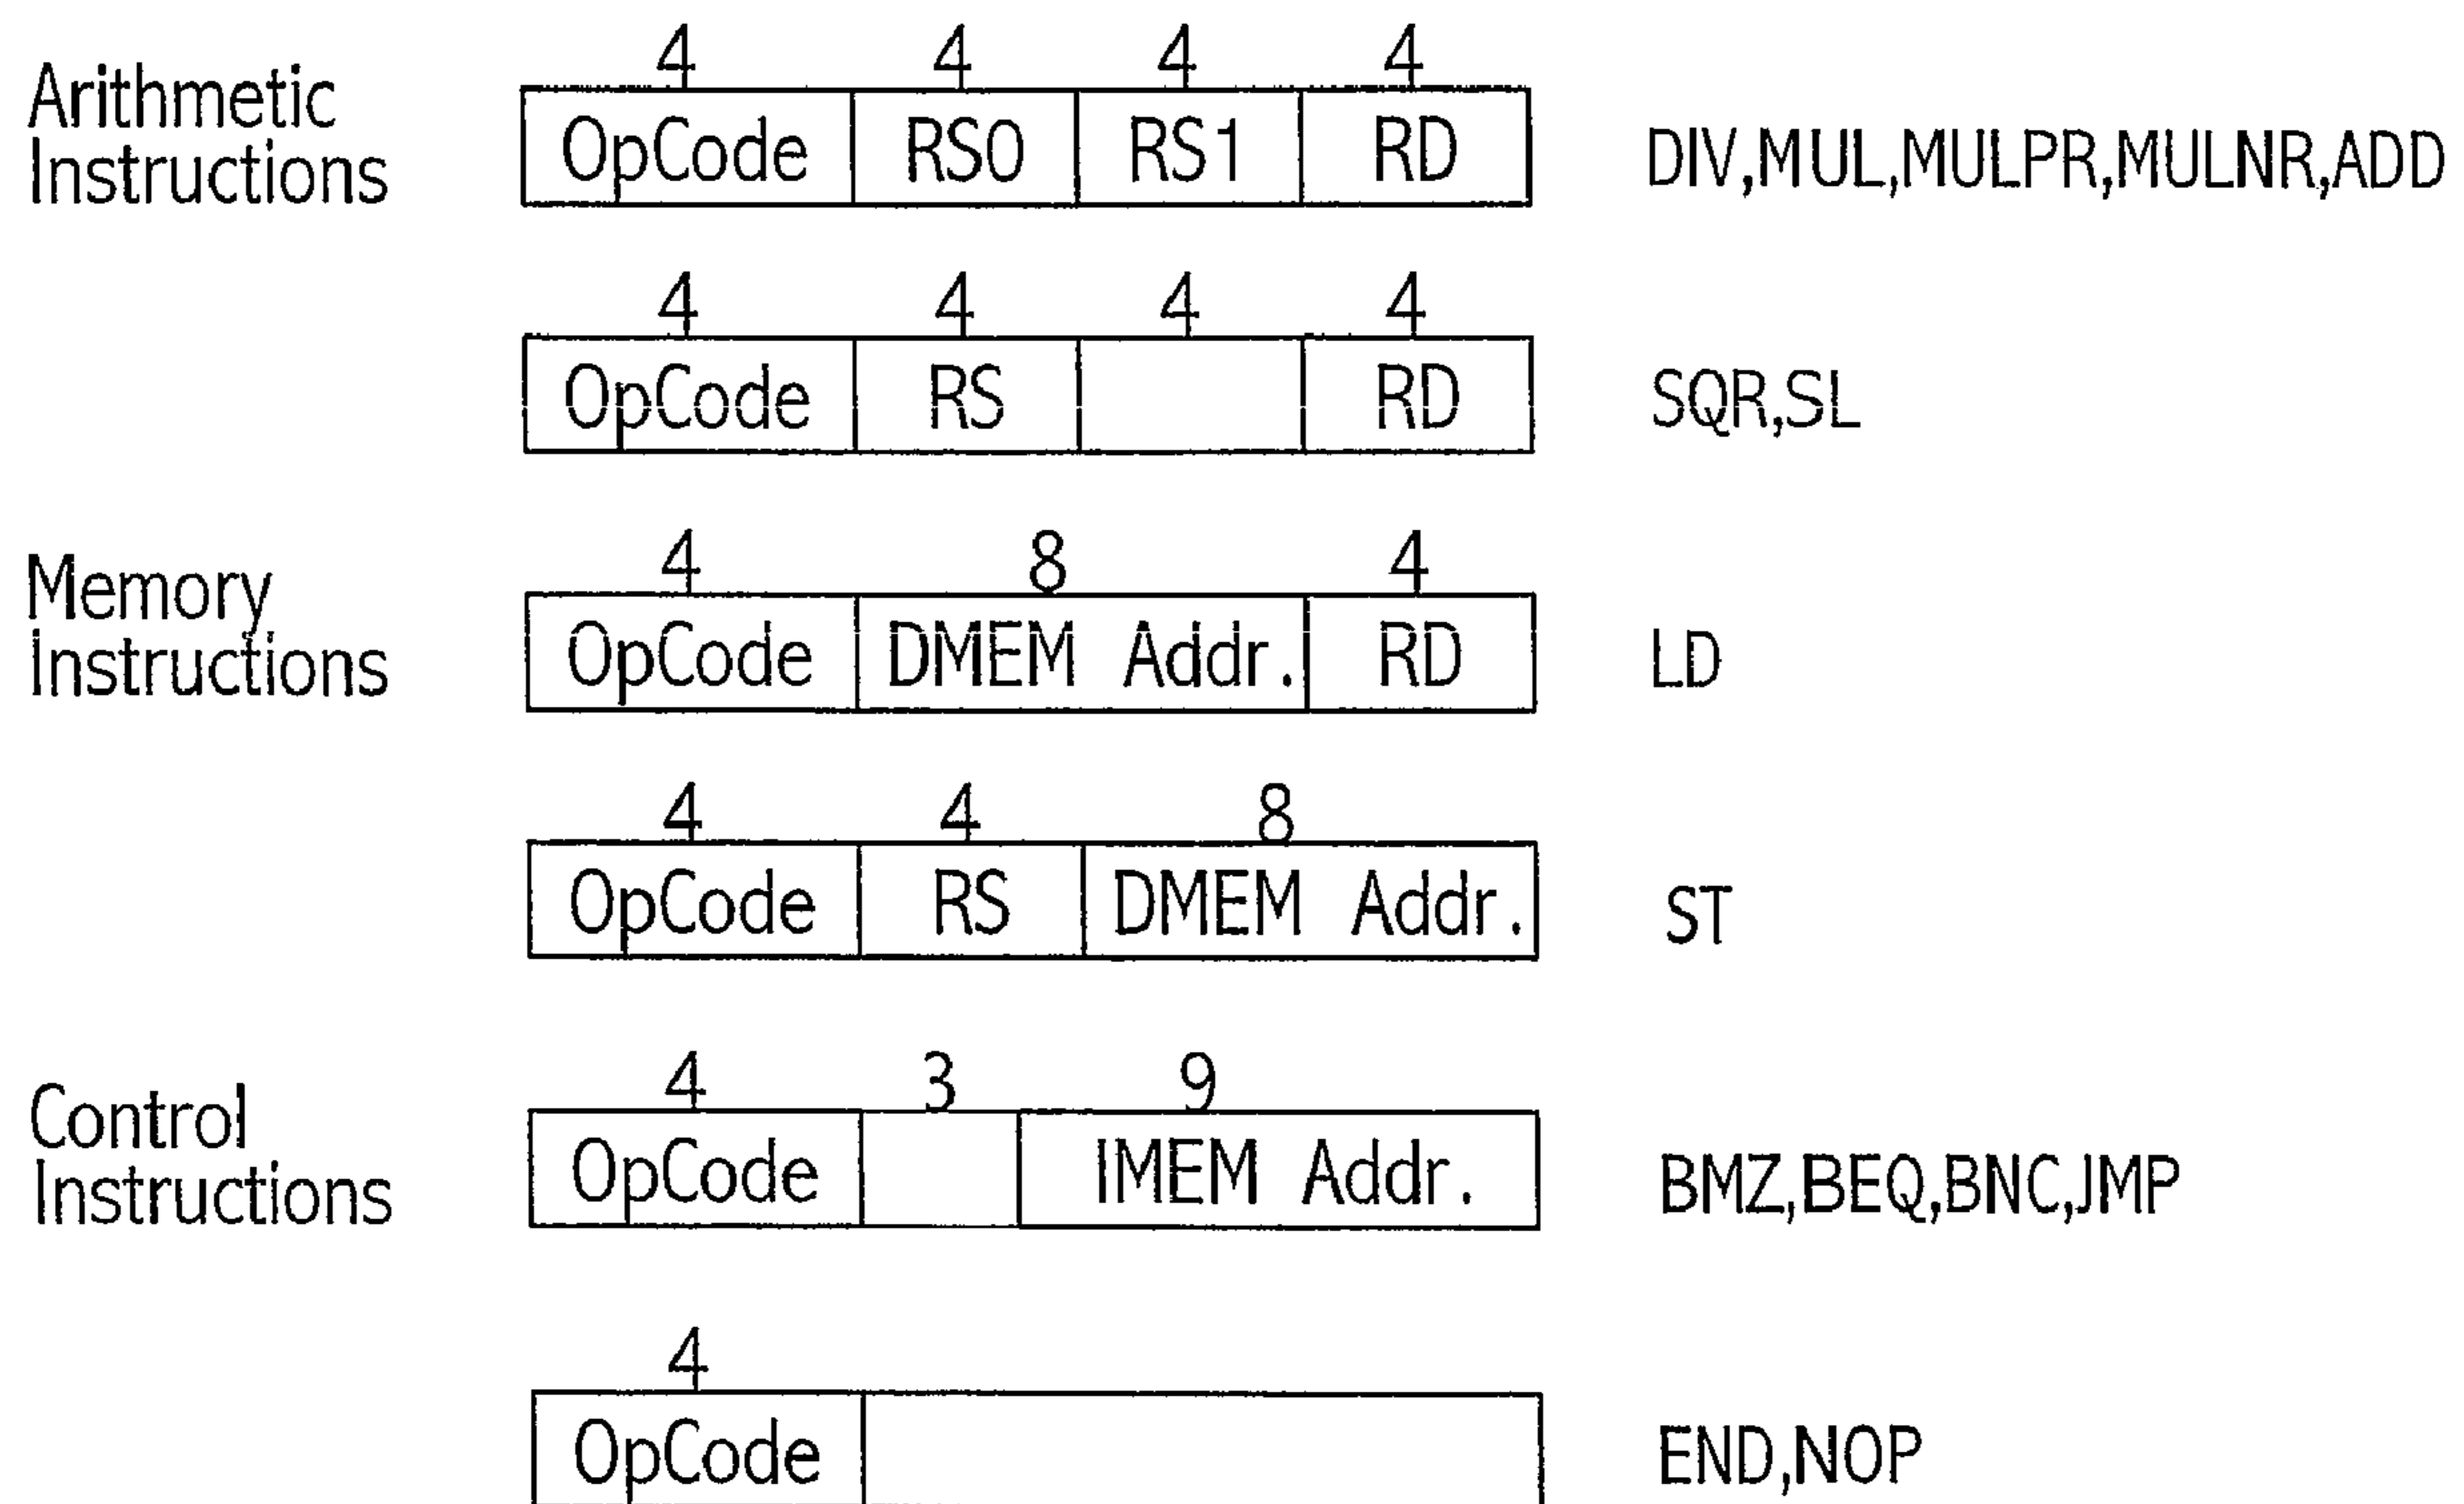 4 4 4 4
Arithmetic
Instructions
OpCode RS0 RS1 RD
DIV,MUL,MULPR,MULNR,ADD
4 4 4 4
OpCode RS RD
SQR,SL
4 8 4
Memory
Instructions
OpCode DMEM Addr. RD
LD
4 4 8
OpCode RS DMEM Addr.
ST
4 3 9
Control
Instructions
OpCode IMEM Addr.
BMZ,BEQ,BNC,JMP
4
OpCode
END,NOP